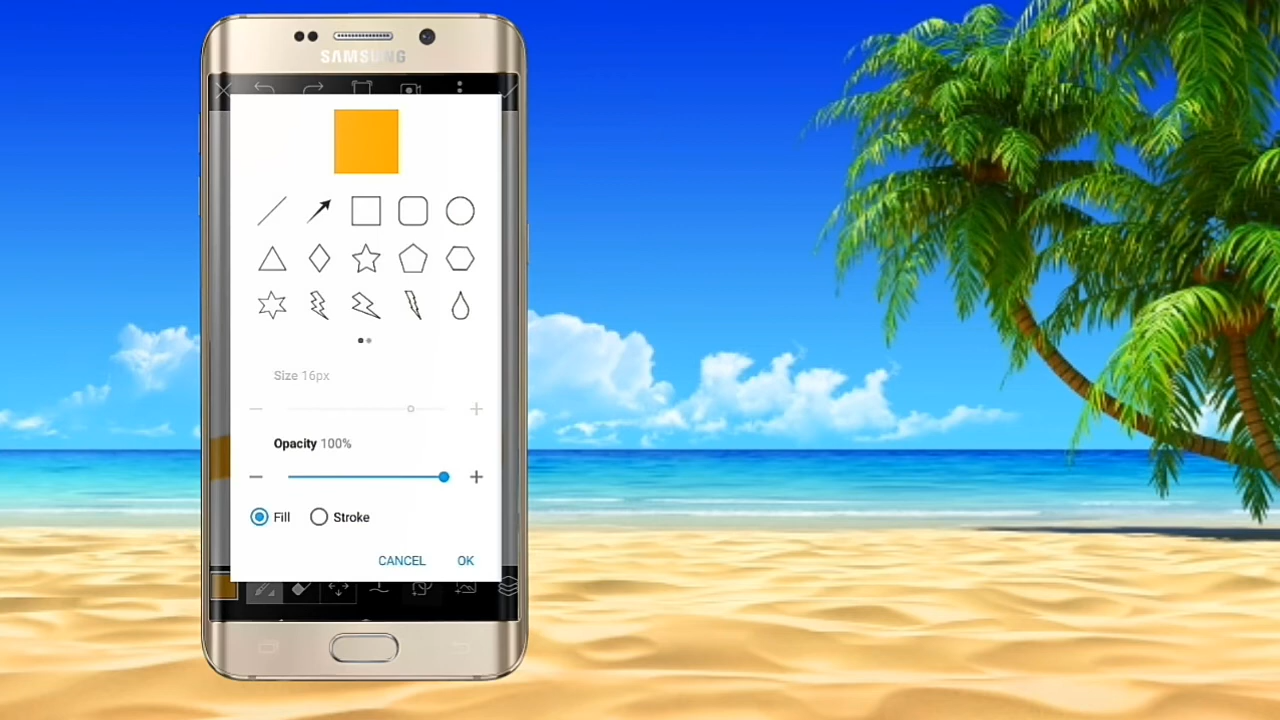 SAMSUNG
Size 16px
Opacity 100%
Fill Stroke
CANCEL OK